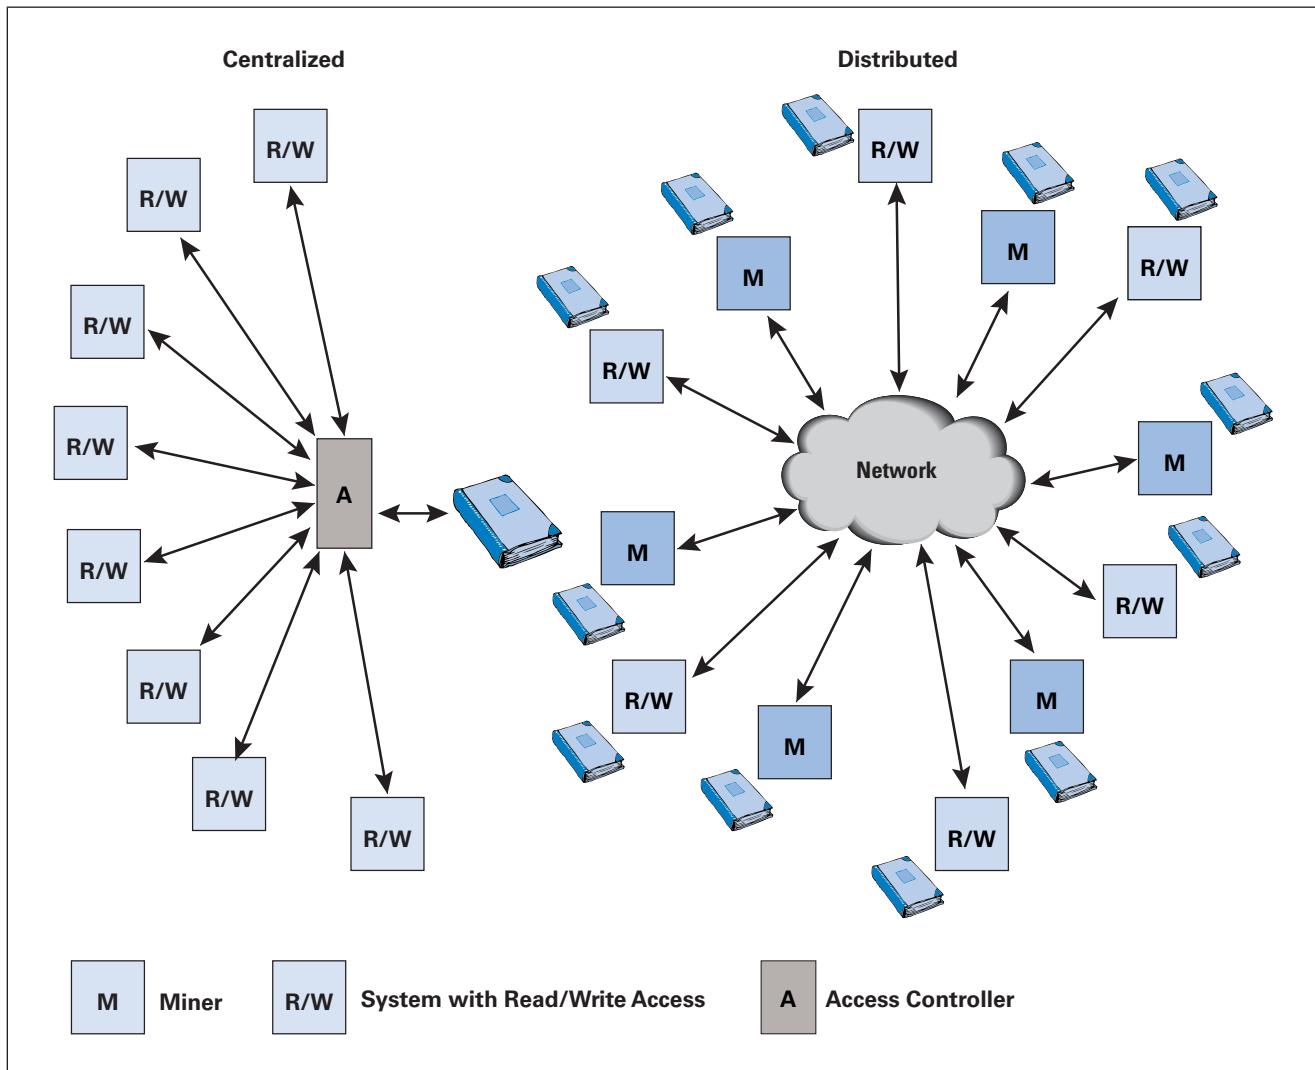 Centralized
Distributed
R/W
R/W
R/W
R/W
R/W
R/W
R/W
R/W
A
R/W
M
R/W
M
R/W
M
R/W
M
R/W
M
R/W
M
Network
M Miner
R/W System with Read/Write Access
A Access Controller